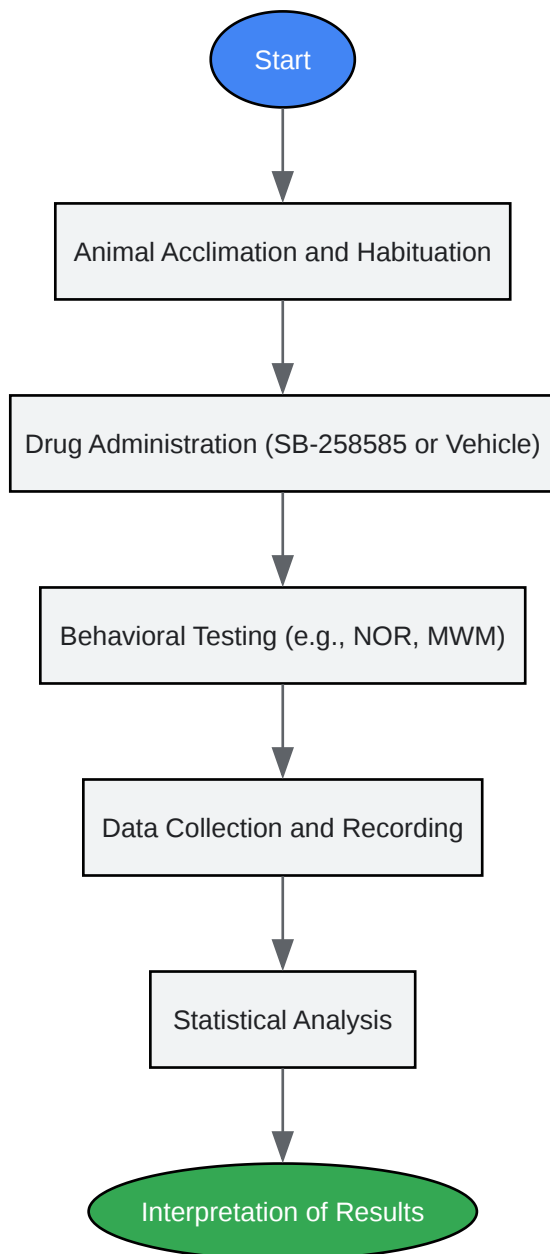 Start
Animal Acclimation and Habituation
Drug Administration (SB-258585 or Vehicle)
Behavioral Testing (e.g., NOR, MWM)
Data Collection and Recording
Statistical Analysis
Interpretation of Results